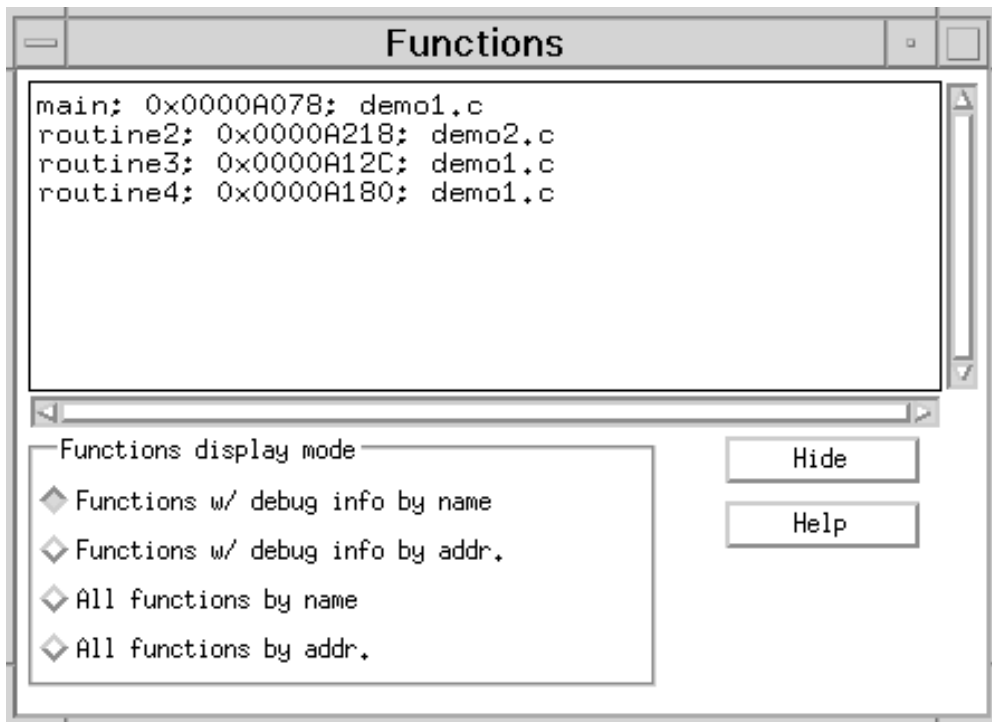 Functions
main; 0x0000A078; demo1.c
routine2; 0x0000A218; demo2.c
routine3; 0x0000A12C; demo1.c
routine4; 0x0000A180; demo1.c
Functions display mode
Functions w/ debug info by name
Functions w/ debug info by addr.
All functions by name
All functions by addr.
Hide
Help